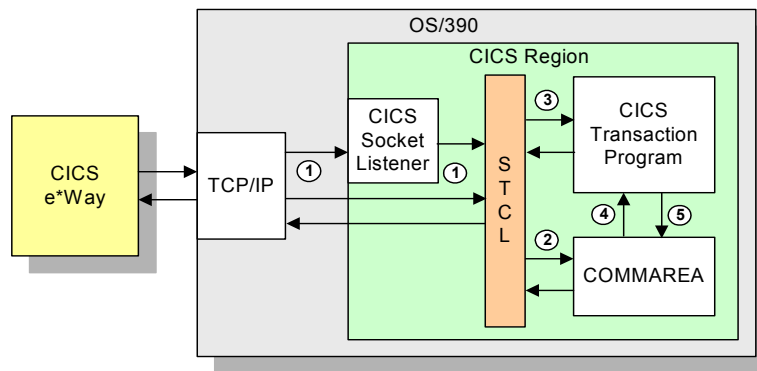 OS/390
CICS Region
CICS
e*Way
TCP/IP
1
CICS
Socket
Listener
1
S
T
C
L
3
CICS
Transaction
Program
4
5
2
COMMAREA